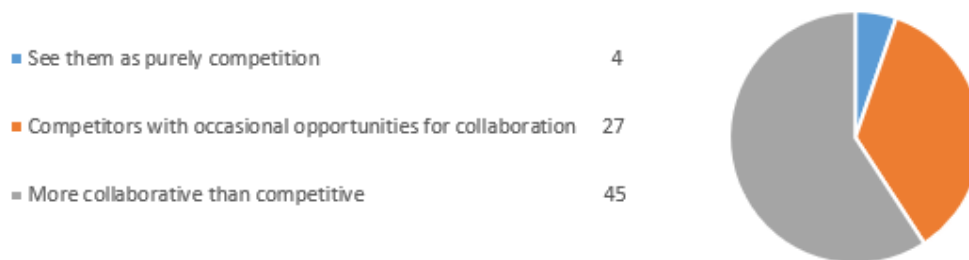 See them as purely competition 4
Competitors with occasional opportunities for collaboration 27
More collaborative than competitive 45